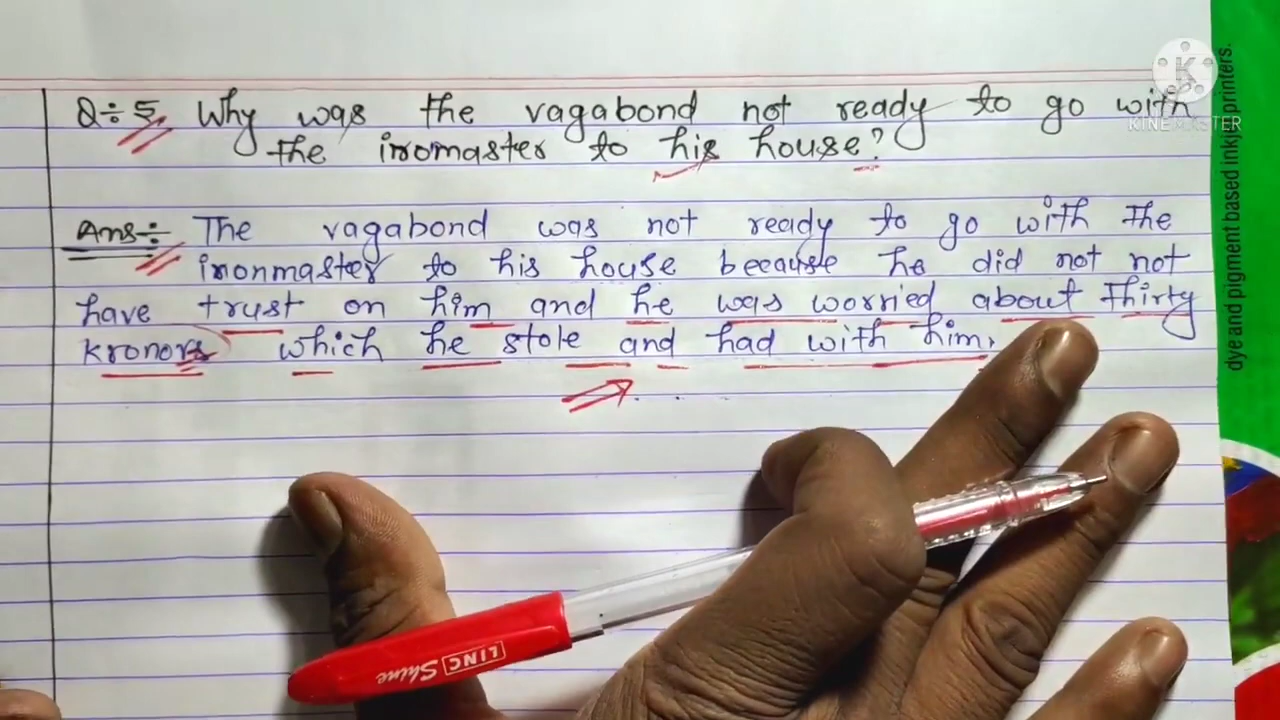 Q÷5 Why was the vagabond not ready to go with
the iromaster to his house?
Ans÷ The vagabond was not ready to go with the
ironmaster to his house because he did not not
have trust on him and he was worried about thirty
kronors which he stole and had with him.
K
KINEMASTER
dye and pigment based inkjet printers.
LINC Shine